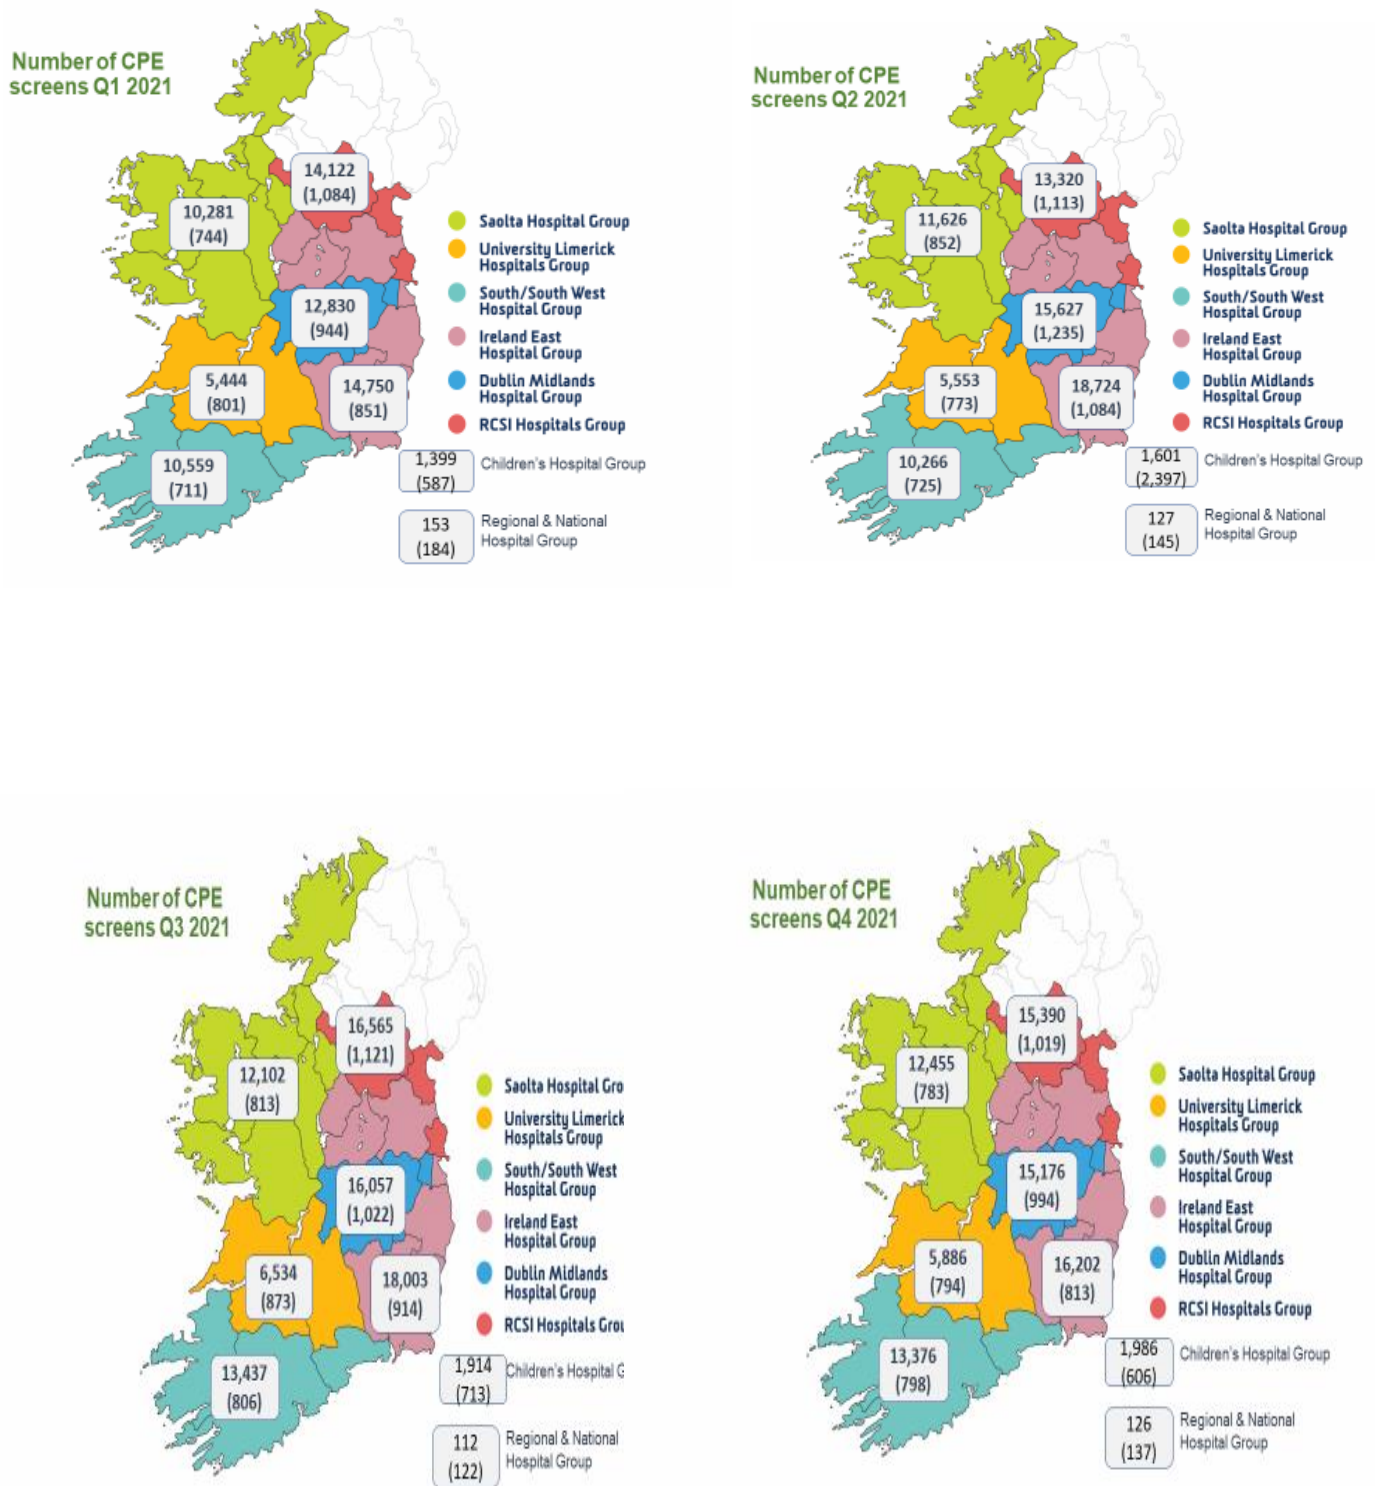 Number of CPE
screens Q1 2021
14,122
(1,084)
10,281
(744)
12,830
(944)
5,444
(801)
14,750
(851)
10,559
(711)
Saolta Hospital Group
University Limerick
Hospitals Group
South/South West
Hospital Group
Ireland East
Hospital Group
Dublin Midlands
Hospital Group
RCSI Hospitals Group
1,399
(587)
Children's Hospital Group
153
(184)
Regional & National
Hospital Group
Number of CPE
screens Q2 2021
13,320
(1,113)
11,626
(852)
15,627
(1,235)
5,553
(773)
18,724
(1,084)
10,266
(725)
Saolta Hospital Group
University Limerick
Hospitals Group
South/South West
Hospital Group
Ireland East
Hospital Group
Dublin Midlands
Hospital Group
RCSI Hospitals Group
1,601
(2,397)
Children's Hospital Group
127
(145)
Regional & National
Hospital Group
Number of CPE
screens Q3 2021
16,565
(1,121)
12,102
(813)
16,057
(1,022)
6,534
(873)
18,003
(914)
13,437
(806)
Saolta Hospital Gro
University Limerick
Hospitals Group
South/South West
Hospital Group
Ireland East
Hospital Group
Dublin Midlands
Hospital Group
RCSI Hospitals Grou
1,914
(713)
Children's Hospital G
112
(122)
Regional & National
Hospital Group
Number of CPE
screens Q4 2021
15,390
(1,019)
12,455
(783)
15,176
(994)
5,886
(794)
16,202
(813)
13,376
(798)
Saolta Hospital Group
University Limerick
Hospitals Group
South/South West
Hospital Group
Ireland East
Hospital Group
Dublin Midlands
Hospital Group
RCSI Hospitals Group
1,986
(606)
Children's Hospital Group
126
(137)
Regional & National
Hospital Group